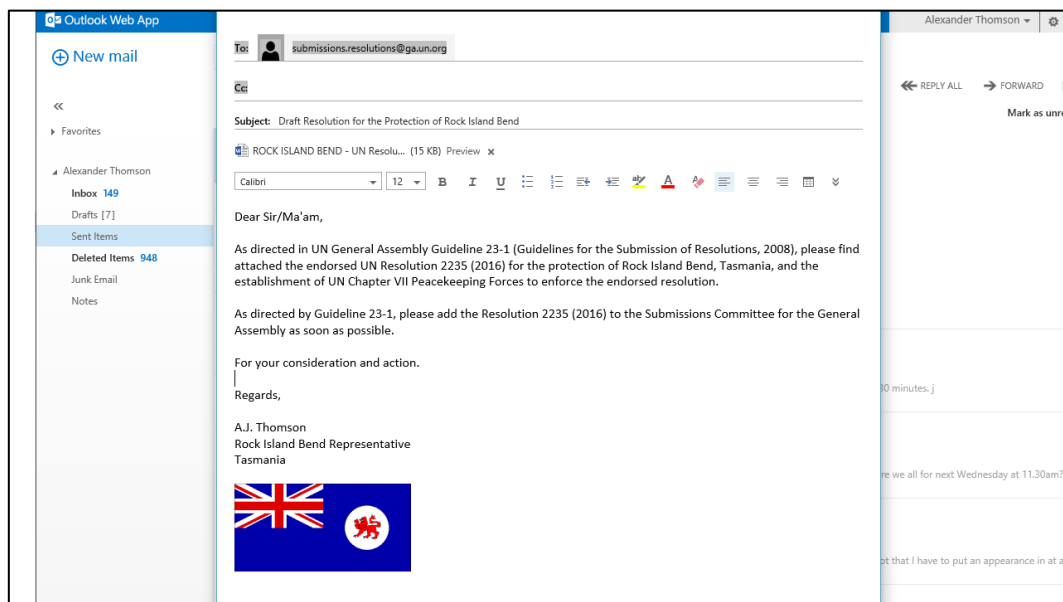 Outlook Web App
Alexander Thomson
New mail
To: submissions.resolutions@ga.un.org
Cc:
REPLY ALL FORWARD
Mark as unre
«
Subject: Draft Resolution for the Protection of Rock Island Bend
Favorites
ROCK ISLAND BEND - UN Resolu... (15 KB) Preview x
Alexander Thomson
Calibri 12 B I U aby A
Inbox 149
Drafts [7]
Sent Items
Deleted Items 948
Junk Email
Notes
Dear Sir/Ma'am,
As directed in UN General Assembly Guideline 23-1 (Guidelines for the Submission of Resolutions, 2008), please find
attached the endorsed UN Resolution 2235 (2016) for the protection of Rock Island Bend, Tasmania, and the
establishment of UN Chapter VII Peacekeeping Forces to enforce the endorsed resolution.
As directed by Guideline 23-1, please add the Resolution 2235 (2016) to the Submissions Committee for the General
Assembly as soon as possible.
For your consideration and action.
Regards,
A.J. Thomson
Rock Island Bend Representative
Tasmania
30 minutes. j
re we all for next Wednesday at 11.30am?
ot that I have to put an appearance in at a